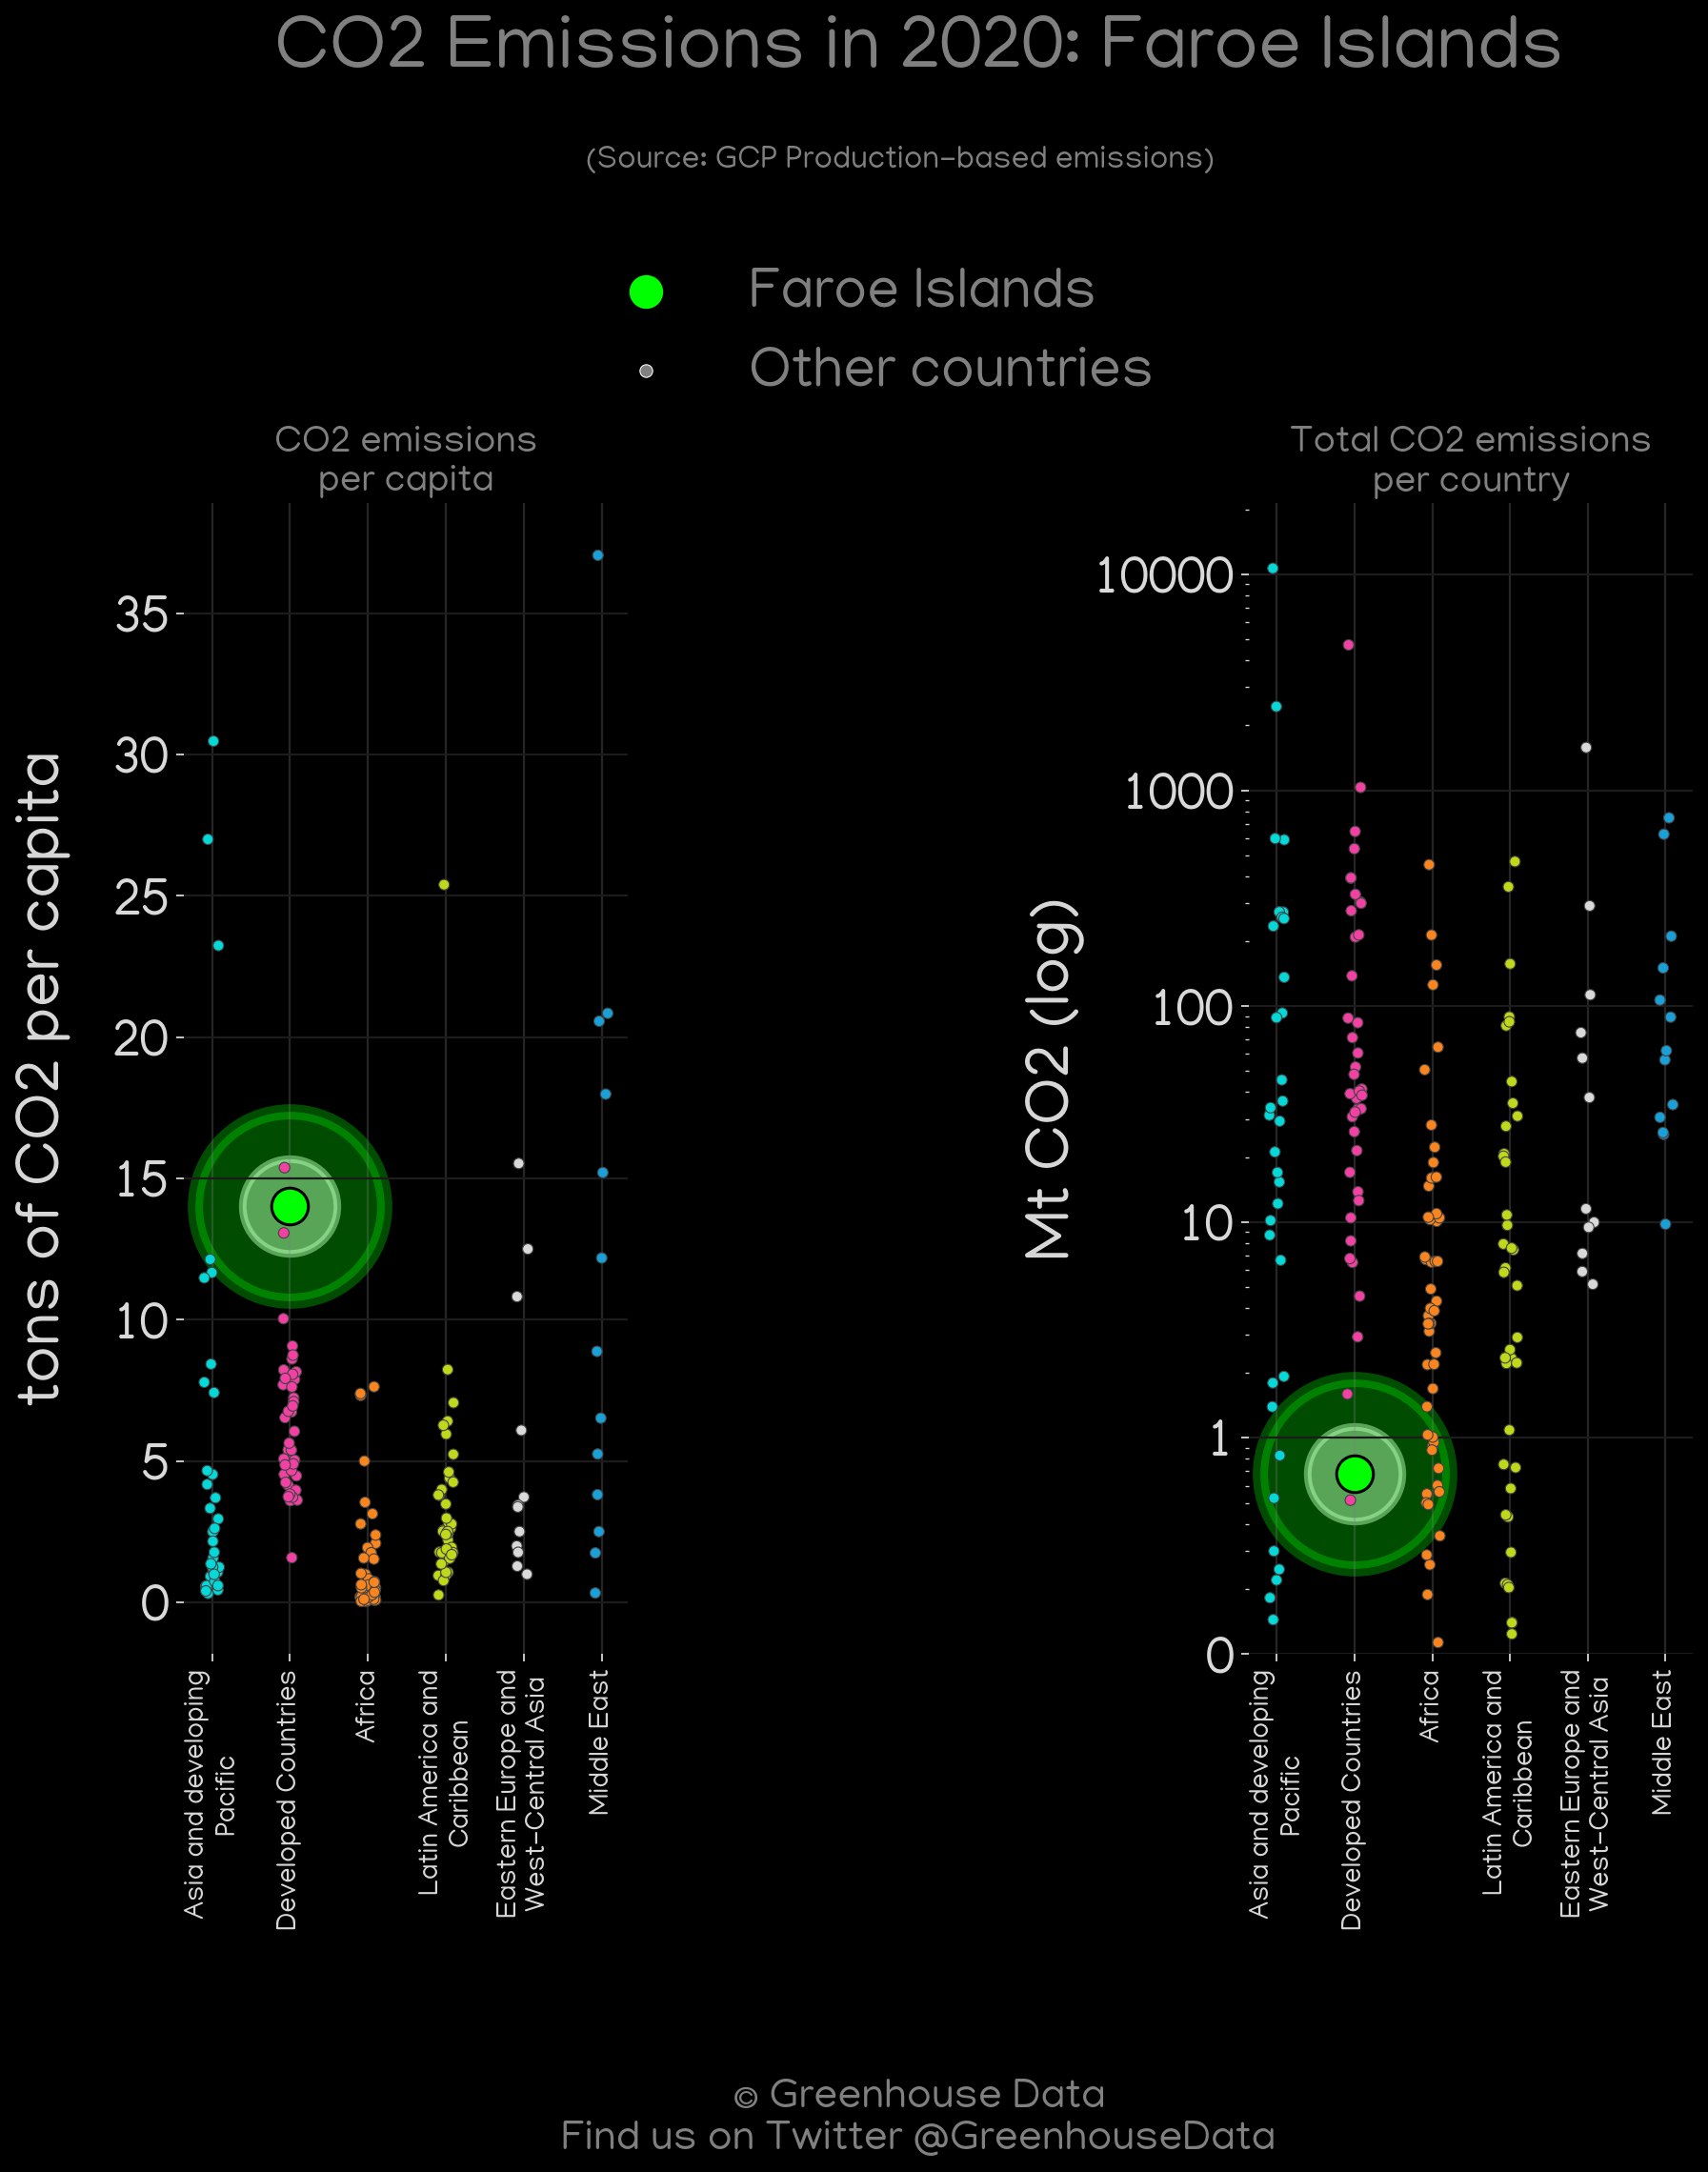 CO2 Emissions in 2020: Faroe Islands
(Source: GCP Production-based emissions)
Faroe Islands
Other countries
CO2 emissions
per capita
tons of CO2 per capita
35
30
25
20
15
10
5
0
Asia and developing
Pacific
Developed Countries
Africa
Latin America and
Caribbean
Eastern Europe and
West-Central Asia
Middle East
Total CO2 emissions
per country
Mt CO2 (log)
10000
1000
100
10
1
0
Asia and developing
Pacific
Developed Countries
Africa
Latin America and
Caribbean
Eastern Europe and
West-Central Asia
Middle East
© Greenhouse Data
Find us on Twitter @GreenhouseData